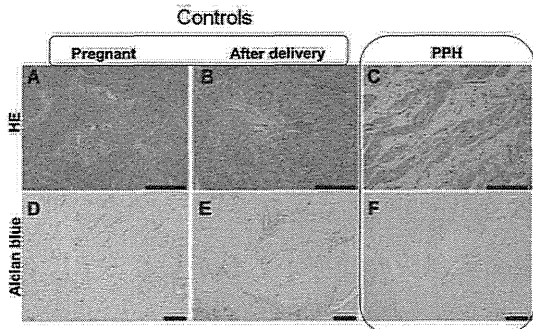 Controls
Pregnant After delivery PPH
HE
A B C
Alcian blue
D E F